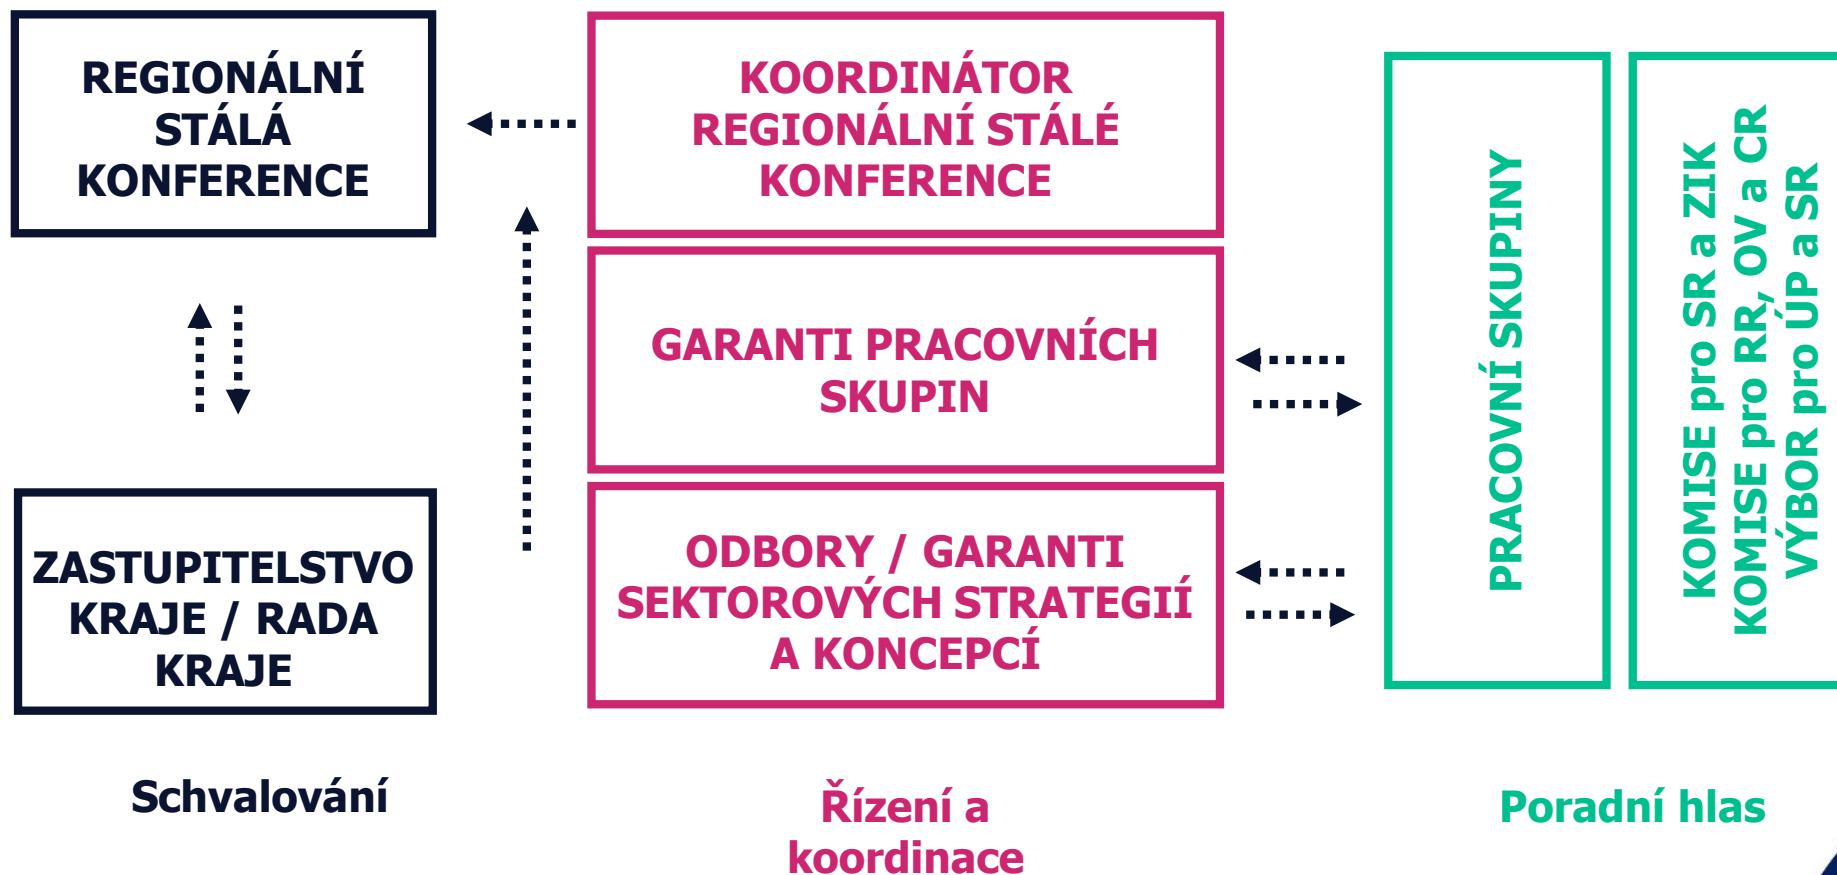 REGIONÁLNÍ
STÁLÁ
KONFERENCE
ZASTUPITELSTVO
KRAJE / RADA
KRAJE
Schvalování
KOORDINÁTOR
REGIONÁLNÍ STÁLÉ
KONFERENCE
GARANTI PRACOVNÍCH
SKUPIN
ODBORY / GARANTI
SEKTOROVÝCH STRATEGIÍ
A KONCEPCÍ
Řízení a
koordinace
PRACOVNÍ SKUPINY
KOMISE pro SR a ZIK
KOMISE pro RR, OV a CR
VÝBOR pro ÚP a SR
Poradní hlas